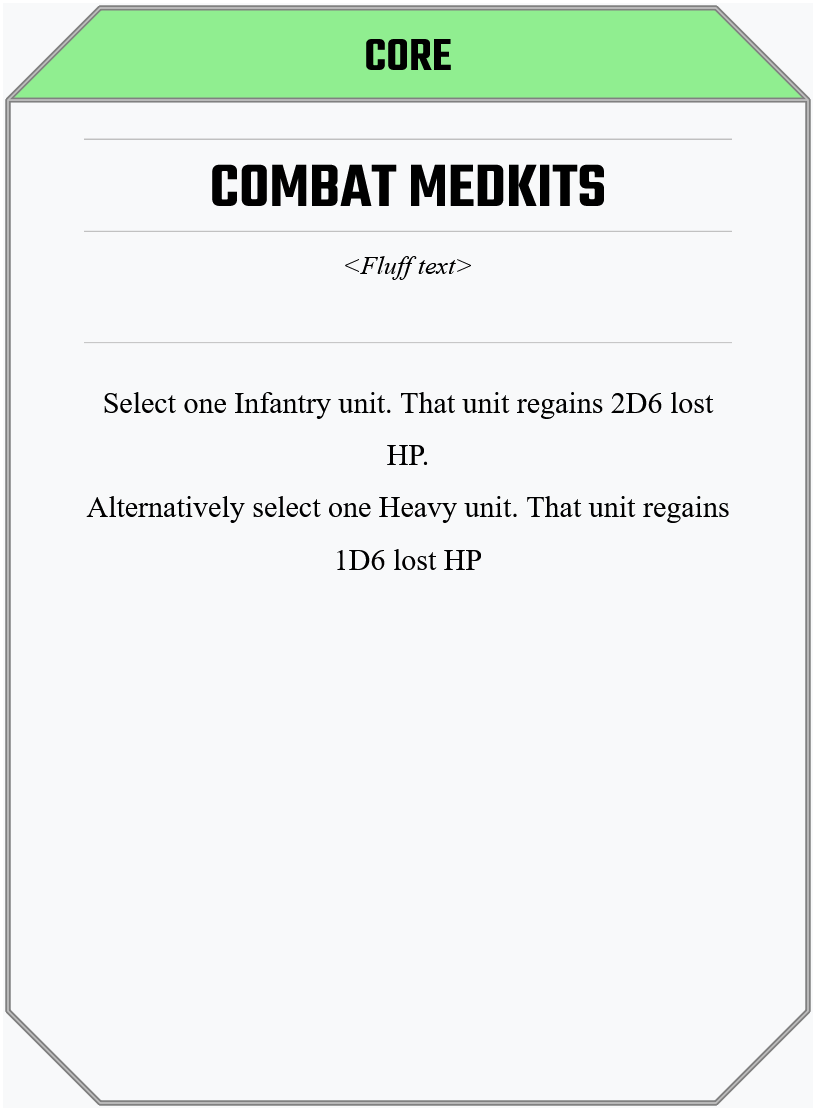 CORE
COMBAT MEDKITS
<Fluff text>
Select one Infantry unit. That unit regains 2D6 lost
HP.
Alternatively select one Heavy unit. That unit regains
1D6 lost HP